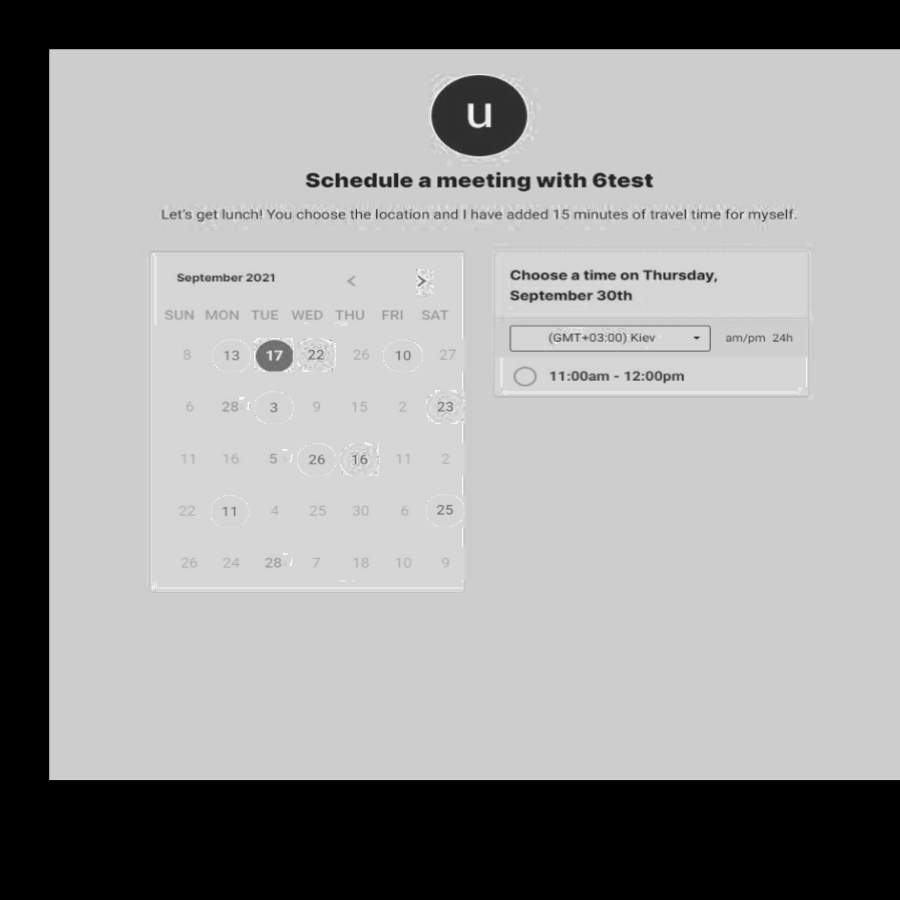 u
Schedule a meeting with 6test
Let's get lunch! You choose the location and I have added 15 minutes of travel time for myself.
September 2021 < >
SUN MON TUE WED THU FRI SAT
8 13 17 22 26 10 27
6 28 3 9 15 2 23
11 16 5 26 16 11 2
22 11 4 25 30 6 25
26 24 28 7 18 10 9
Choose a time on Thursday,
September 30th
(GMT+03:00) Kiev am/pm 24h
11:00am - 12:00pm